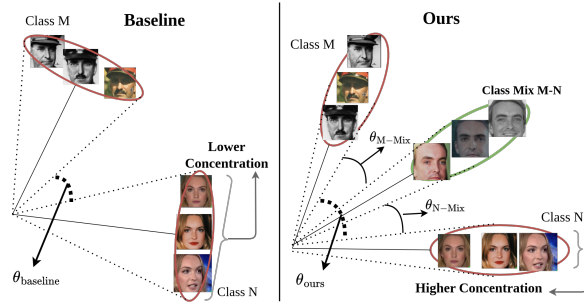 Baseline
Class M
Lower
Concentration
θbaseline
Class N
Ours
Class M
Class Mix M-N
θM−Mix
θN−Mix
Class N
θours
Higher Concentration